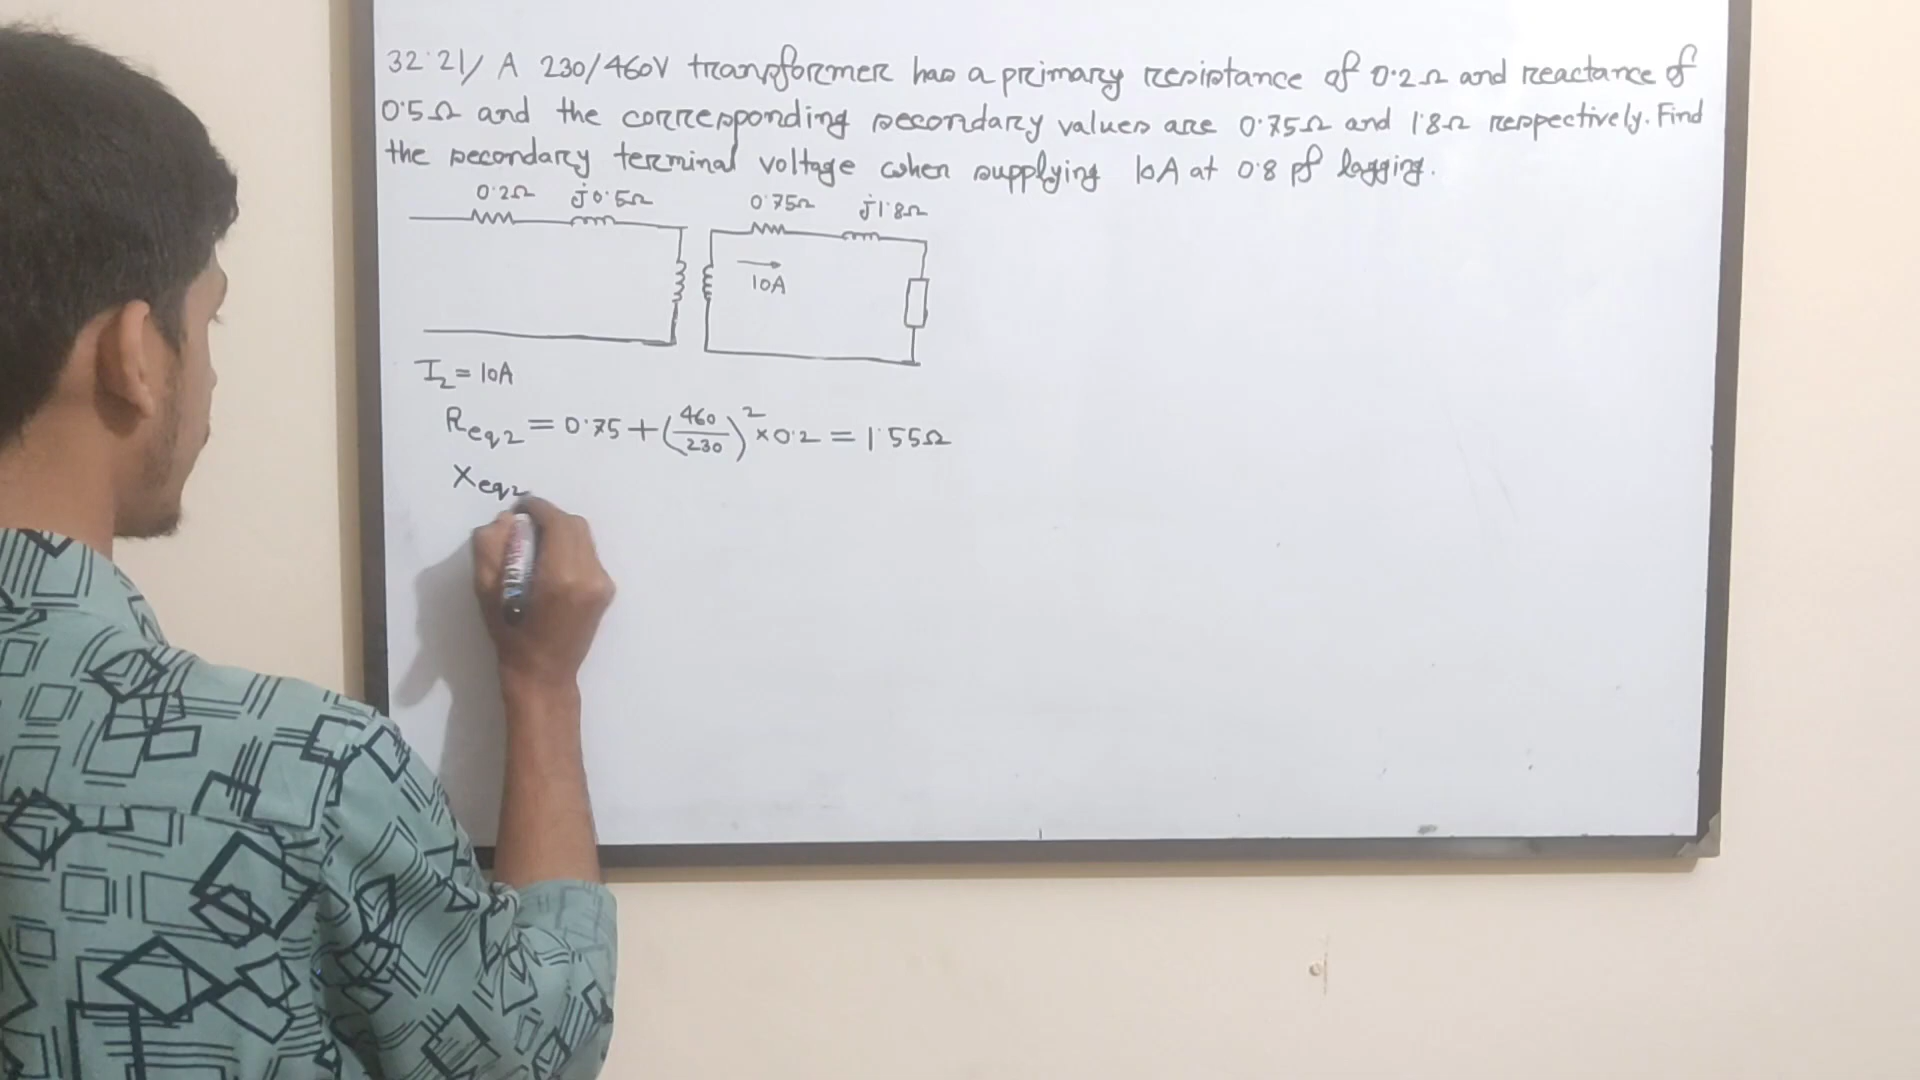 32.21/ A 230/460V transformer has a primary resistance of 0.2Ω and reactance of
0.5Ω and the corresponding secondary values are 0.75Ω and 1.8Ω respectively. Find
the secondary terminal voltage when supplying 10A at 0.8 pf lagging.
0.2Ω j0.5Ω 0.75Ω j1.8Ω
10A
I₂ = 10A
Req2 = 0.75 + (460/230)² × 0.2 = 1.55Ω
Xeq2